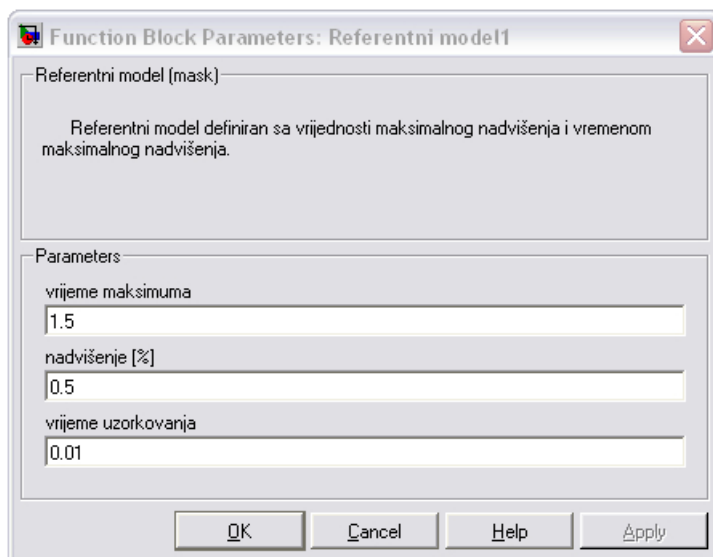 Function Block Parameters: Referentni model1
Referentni model (mask)
Referentni model definiran sa vrijednosti maksimalnog nadvišenja i vremenom
maksimalnog nadvišenja.
Parameters
vrijeme maksimuma
1.5
nadvišenje [%]
0.5
vrijeme uzorkovanja
0.01
OK Cancel Help Apply